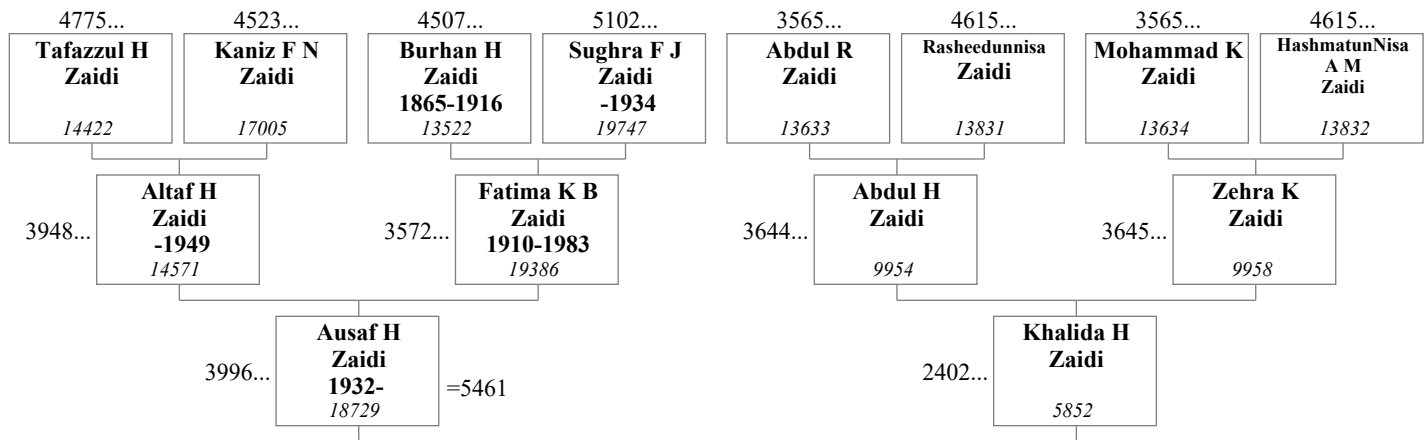 4775... 4523... 4507... 5102... 3565... 4615... 3565... 4615...
Tafazzul H
Zaidi
14422
Kaniz F N
Zaidi
17005
Burhan H
Zaidi
1865-1916
13522
Sughra F J
Zaidi
-1934
19747
Abdul R
Zaidi
13633
Rasheedunnisa
Zaidi
13831
Mohammad K
Zaidi
13634
HashmatunNisa
A M
Zaidi
13832
3948...
Altaf H
Zaidi
-1949
14571
3572...
Fatima K B
Zaidi
1910-1983
19386
3644...
Abdul H
Zaidi
9954
3645...
Zehra K
Zaidi
9958
3996...
Ausaf H
Zaidi
1932-
18729
=5461
2402...
Khalida H
Zaidi
5852